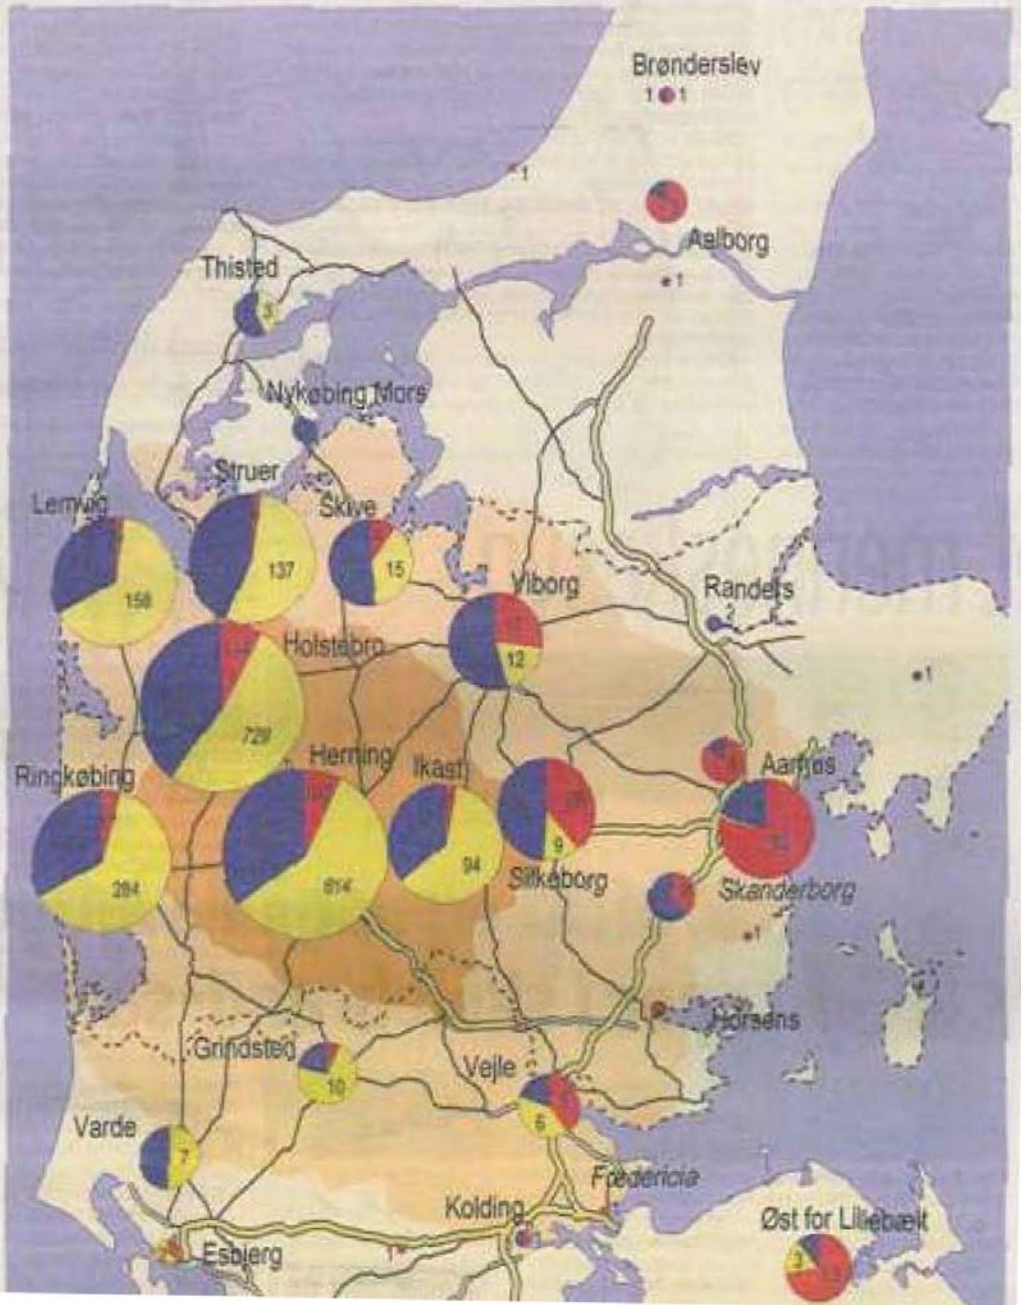 Brønderslev
1 1
1
Aalborg
1
Thisted
3
Nykøbing Mors
Struer
Lemvig
Skive
137
15
158
Viborg
Randers
2
12
Holstebro
1
729
Herning
Ikast
Ringkøbing
Aarhus
94
9
284
614
Silkeborg
Skanderborg
1
Horsens
Grindsted
Vejle
10
6
Varde
7
Fredericia
Kolding
Øst for Lillebælt
Esbjerg
1
3